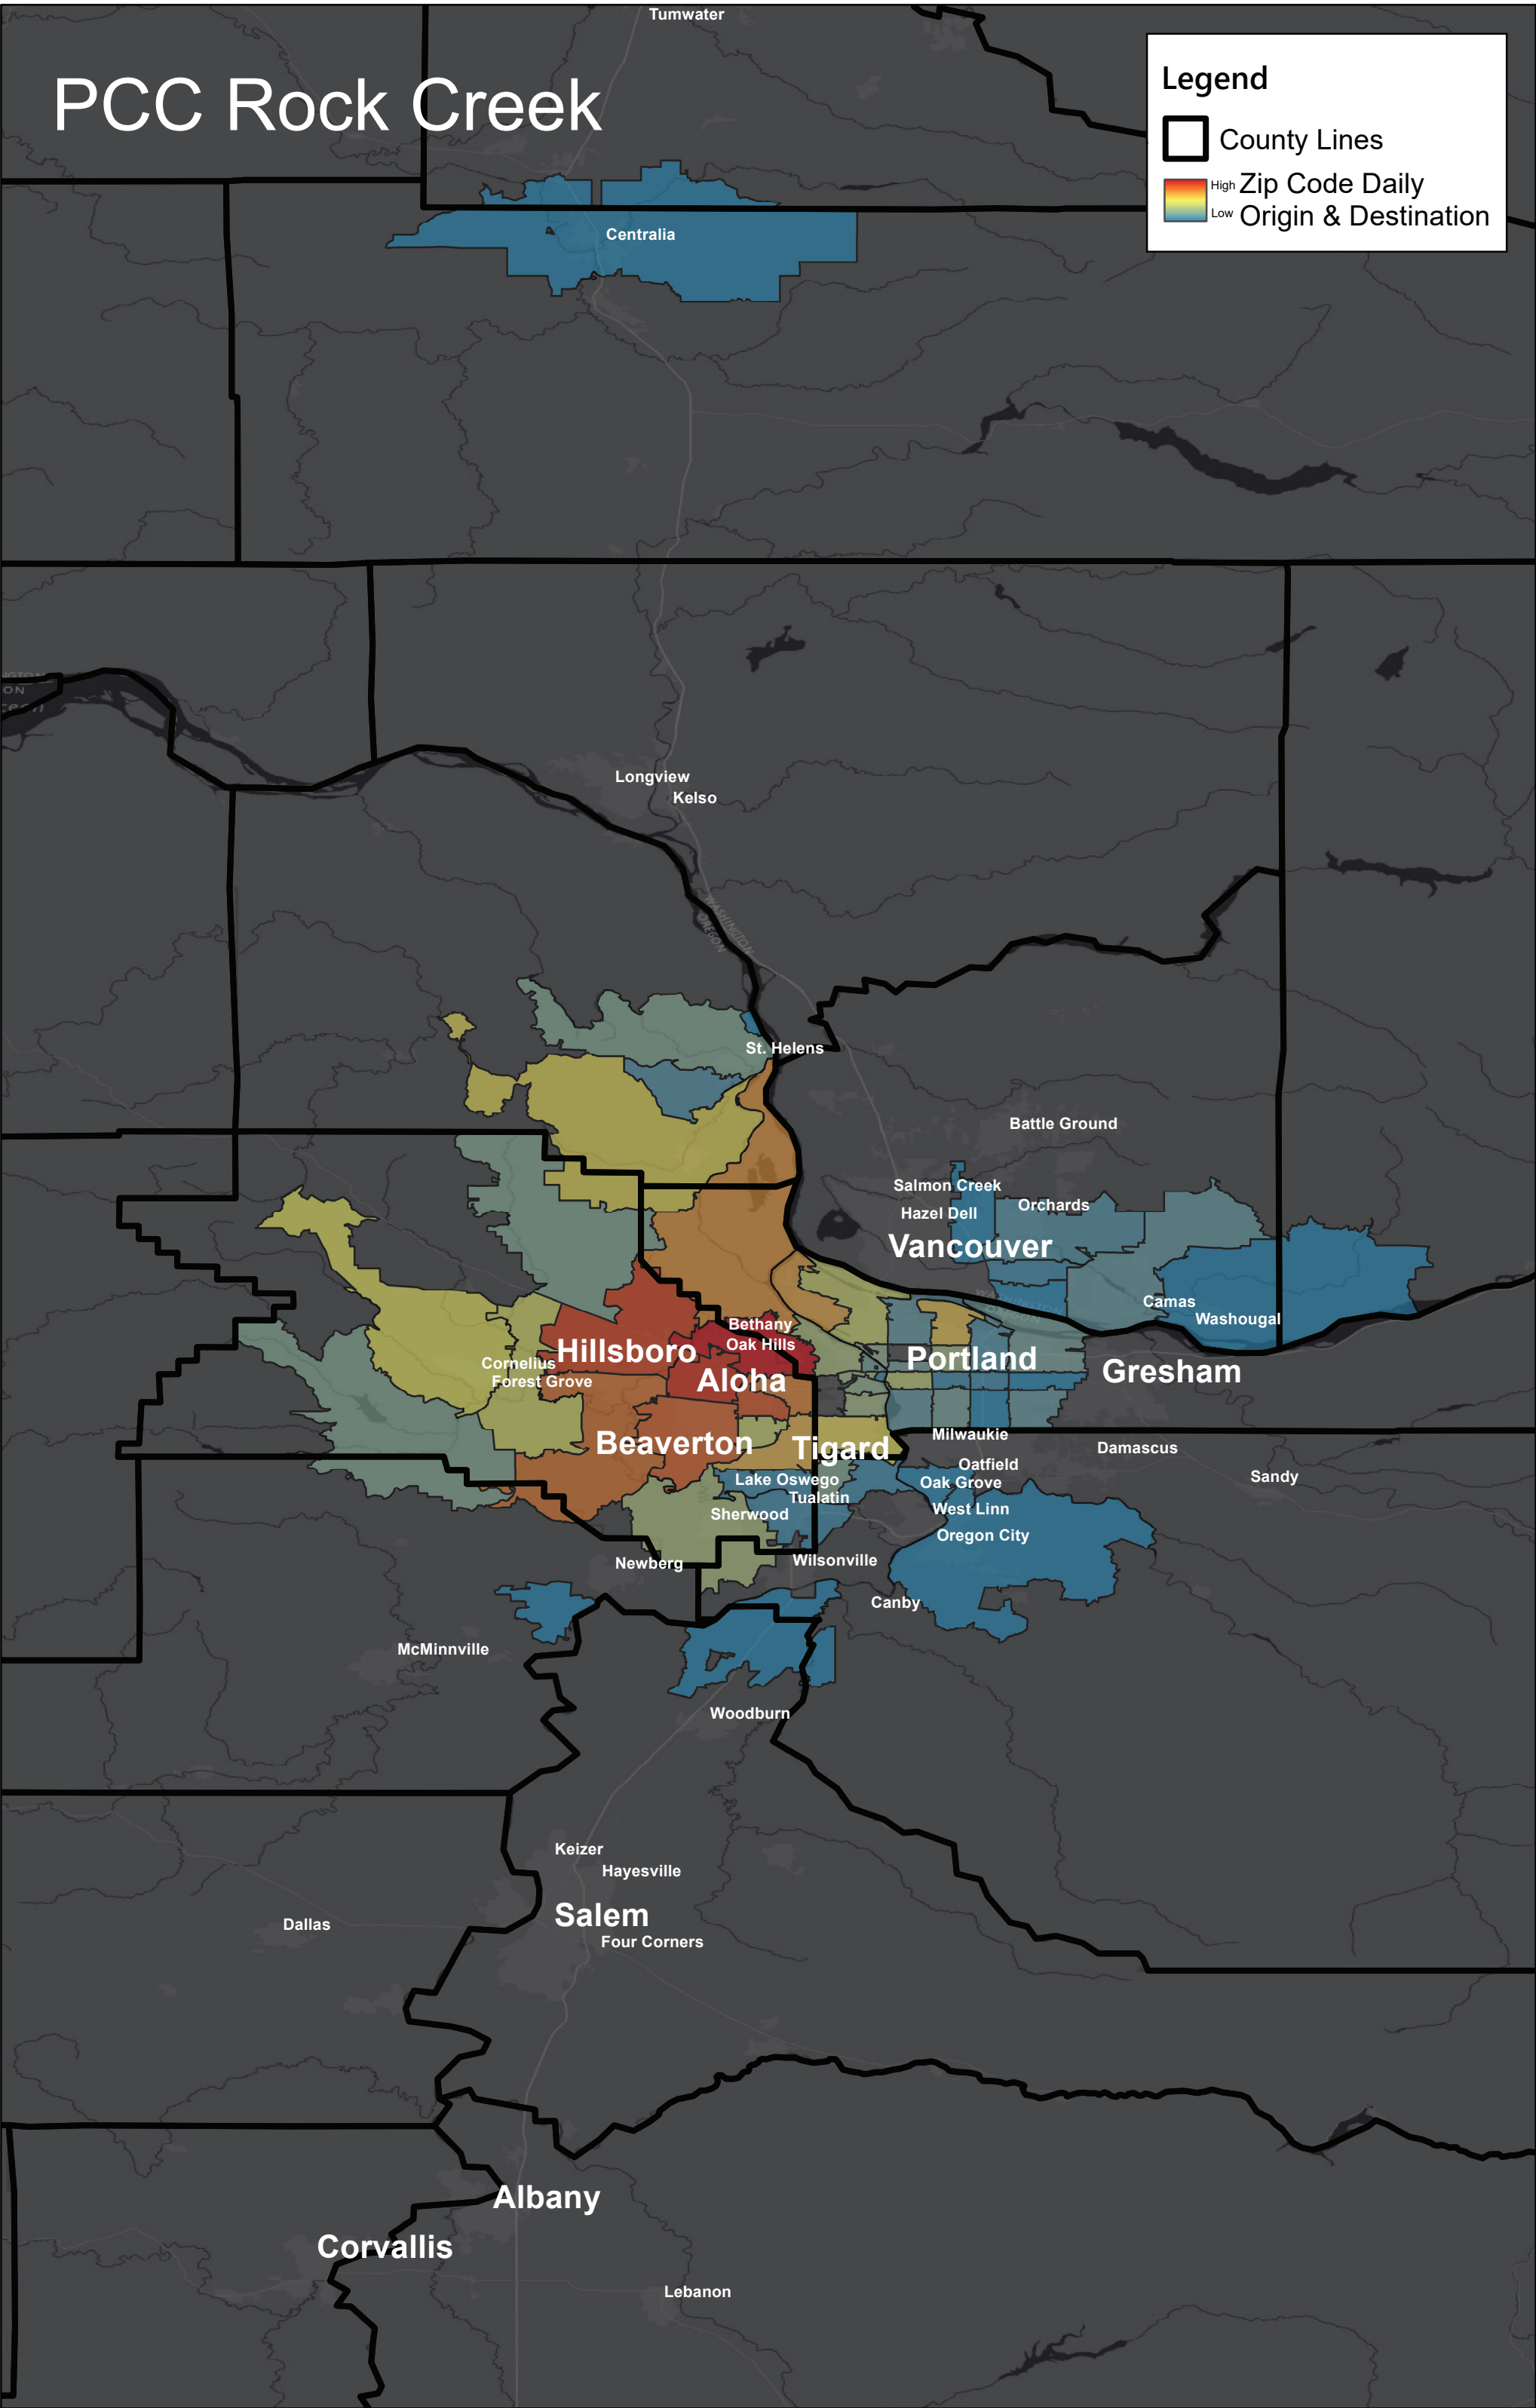 Tumwater
PCC Rock Creek
Legend
County Lines
High Zip Code Daily
Low Origin & Destination
Centralia
Longview
Kelso
WASHINGTON
OREGON
St. Helens
Battle Ground
Salmon Creek
Orchards
Hazel Dell
Vancouver
Camas
Washougal
Bethany
Oak Hills
Hillsboro
Portland
Cornelius
Forest Grove
Aloha
Gresham
Beaverton
Tigard
Milwaukie
Damascus
Oatfield
Sandy
Lake Oswego
Oak Grove
Tualatin
Sherwood
West Linn
Oregon City
Newberg
Wilsonville
Canby
McMinnville
Woodburn
Keizer
Hayesville
Salem
Dallas
Four Corners
Albany
Corvallis
Lebanon